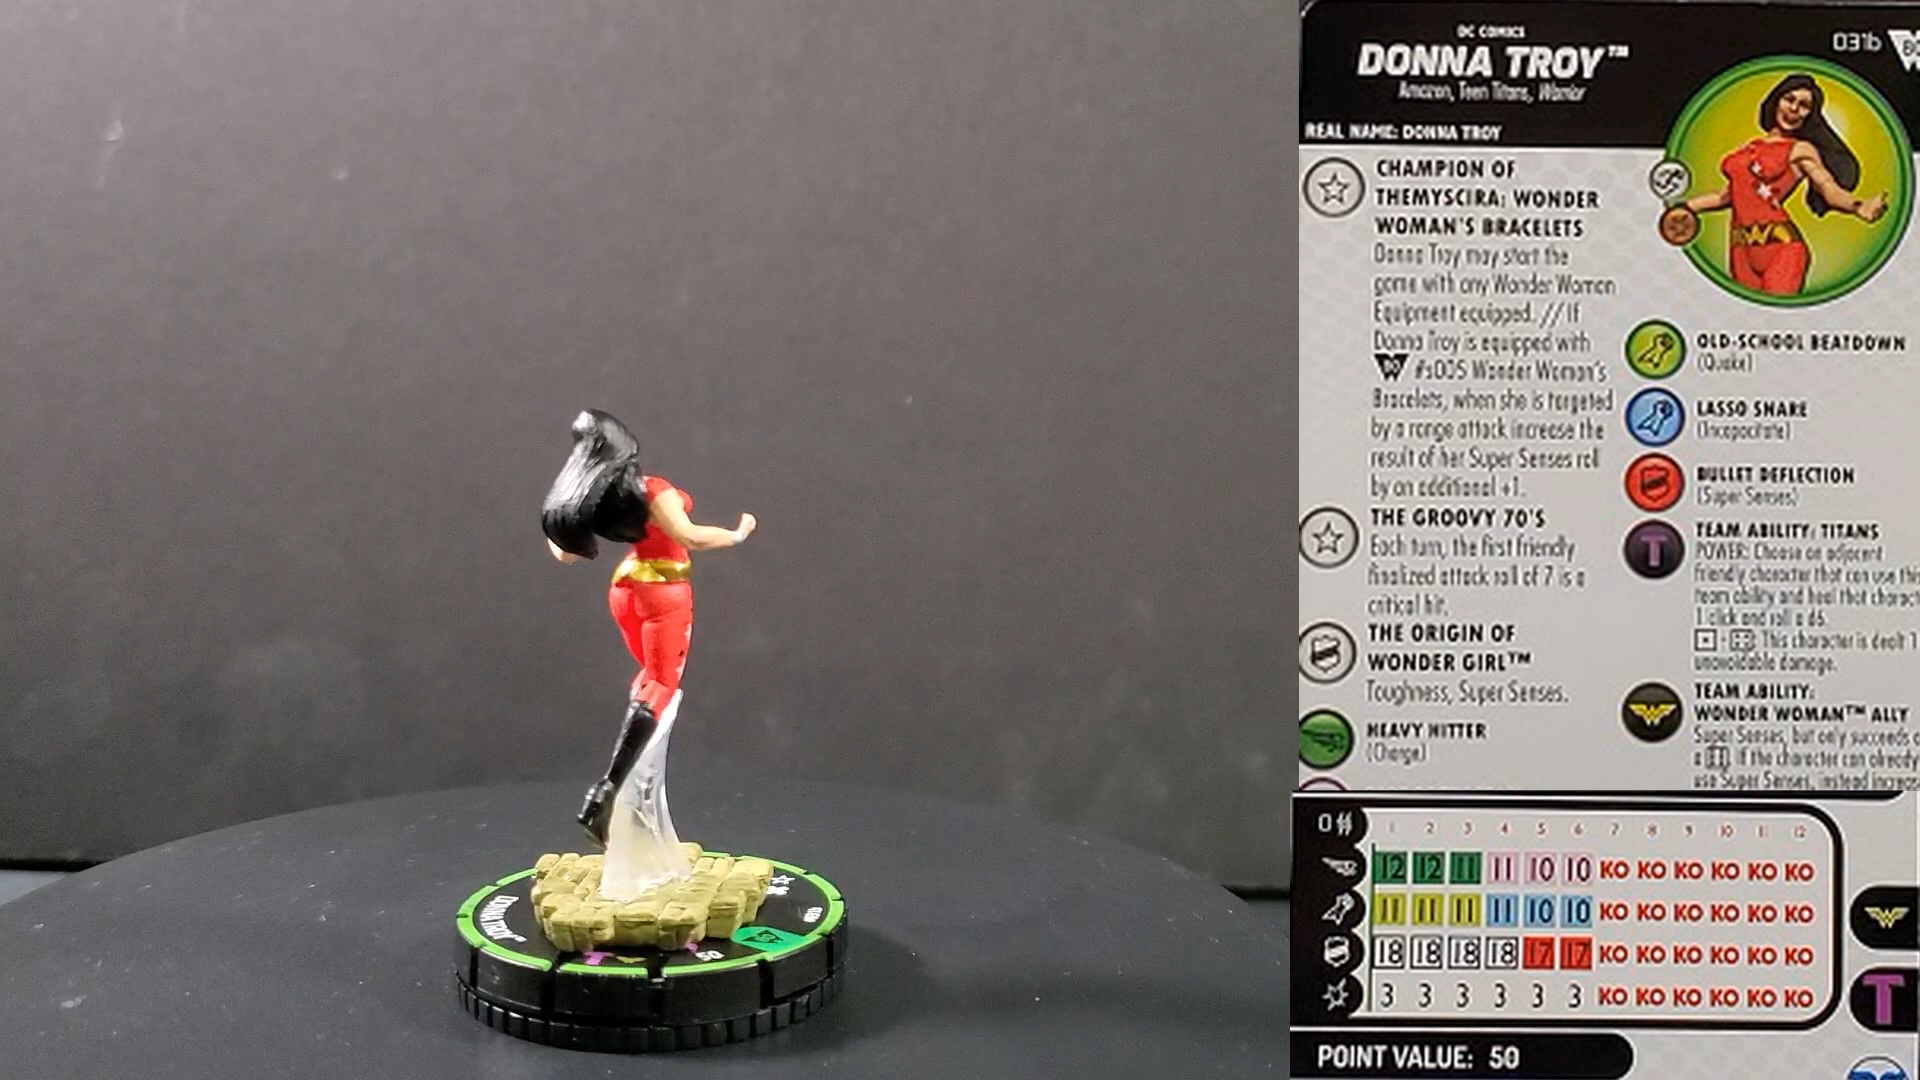 DC COMICS
DONNA TROY™
031b
Amazon, Teen Titans, Warrior
REAL NAME: DONNA TROY
CHAMPION OF
THEMYSCIRA: WONDER
WOMAN'S BRACELETS
Donna Troy may start the
game with any Wonder Woman
Equipment equipped. // If
Donna Troy is equipped with
#s005 Wonder Woman's
Bracelets, when she is targeted
by a range attack increase the
result of her Super Senses roll
by an additional +1.
THE GROOVY 70'S
Each turn, the first friendly
finalized attack roll of 7 is a
critical hit.
THE ORIGIN OF
WONDER GIRL™
Toughness, Super Senses.
HEAVY HITTER
(Charge)
OLD-SCHOOL BEATDOWN
(Quake)
LASSO SNARE
(Incapacitate)
BULLET DEFLECTION
(Super Senses)
T
TEAM ABILITY: TITANS
POWER: Choose an adjacent
friendly character that can use this
team ability and heal that
1 click and roll a d6.
This character is dealt 1
unavoidable damage.
TEAM ABILITY:
WONDER WOMAN™ ALLY
Super Senses, but only succeeds
a If the character can already
use Super Senses, instead
0 1 2 3 4 5 6 7 8 9 10 11 12
12 12 11 11 10 10 KO KO KO KO KO KO
11 11 11 11 10 10 KO KO KO KO KO KO
18 18 18 18 17 17 KO KO KO KO KO KO
3 3 3 3 3 3 KO KO KO KO KO KO
T
POINT VALUE: 50
DONNA TROY
T
50